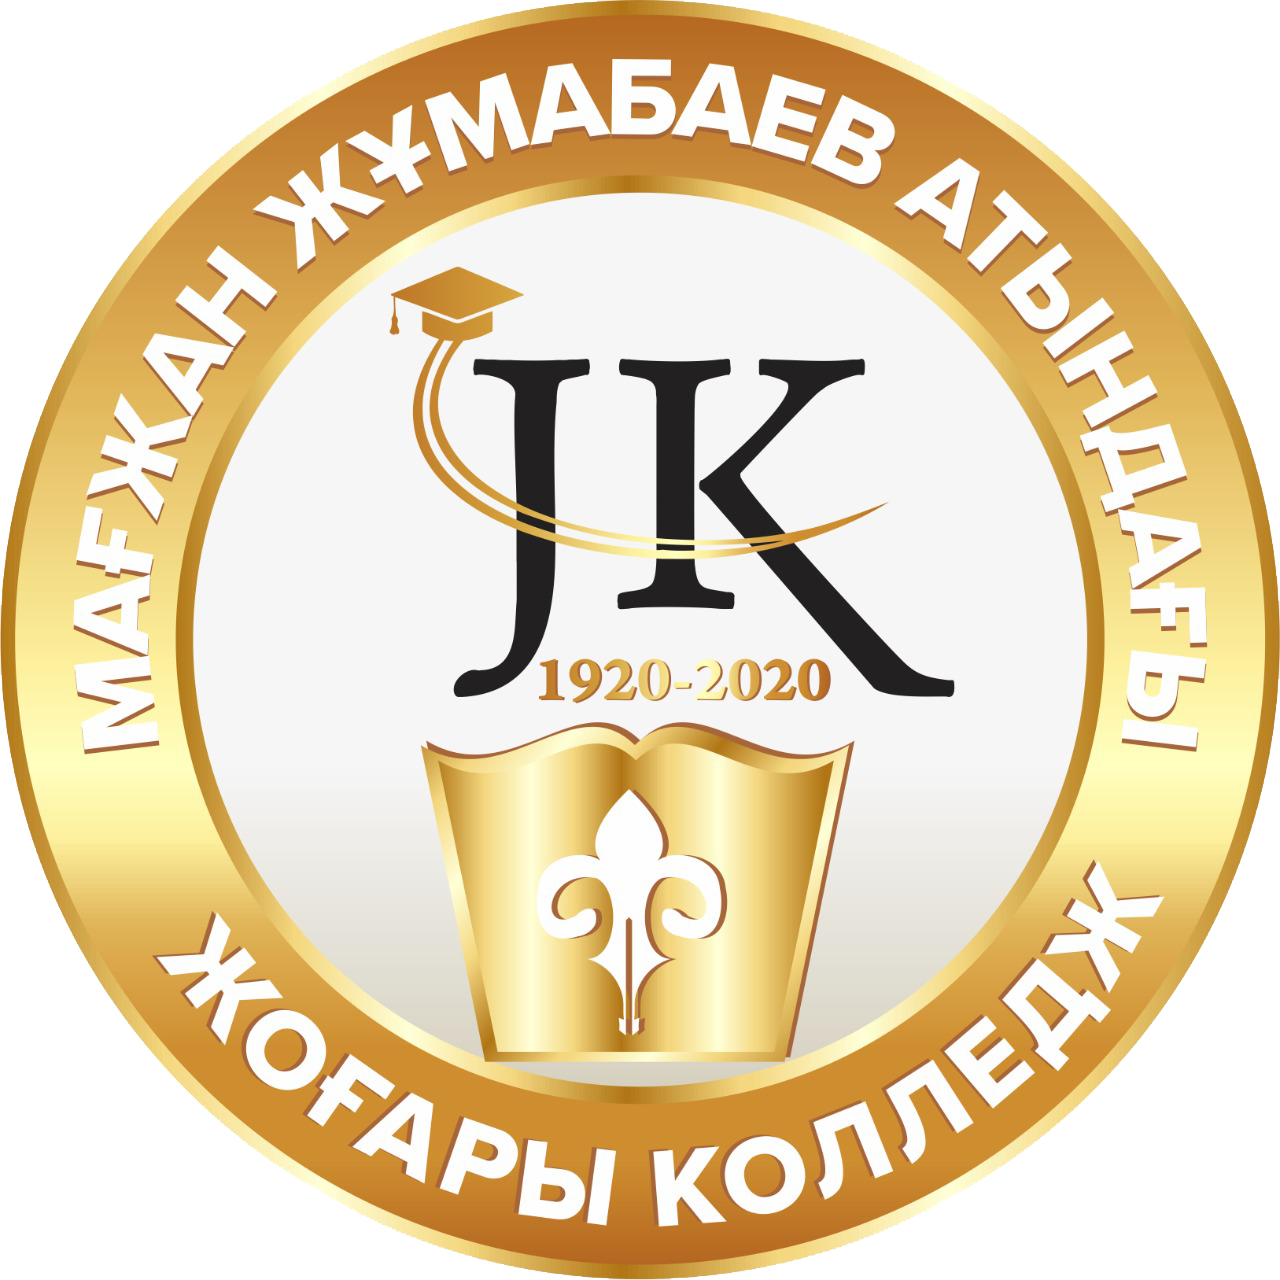 МАҒЖАН ЖҰМАБАЕВ АТЫНДАҒЫ
JK
1920-2020
ЖОҒАРЫ КОЛЛЕДЖ